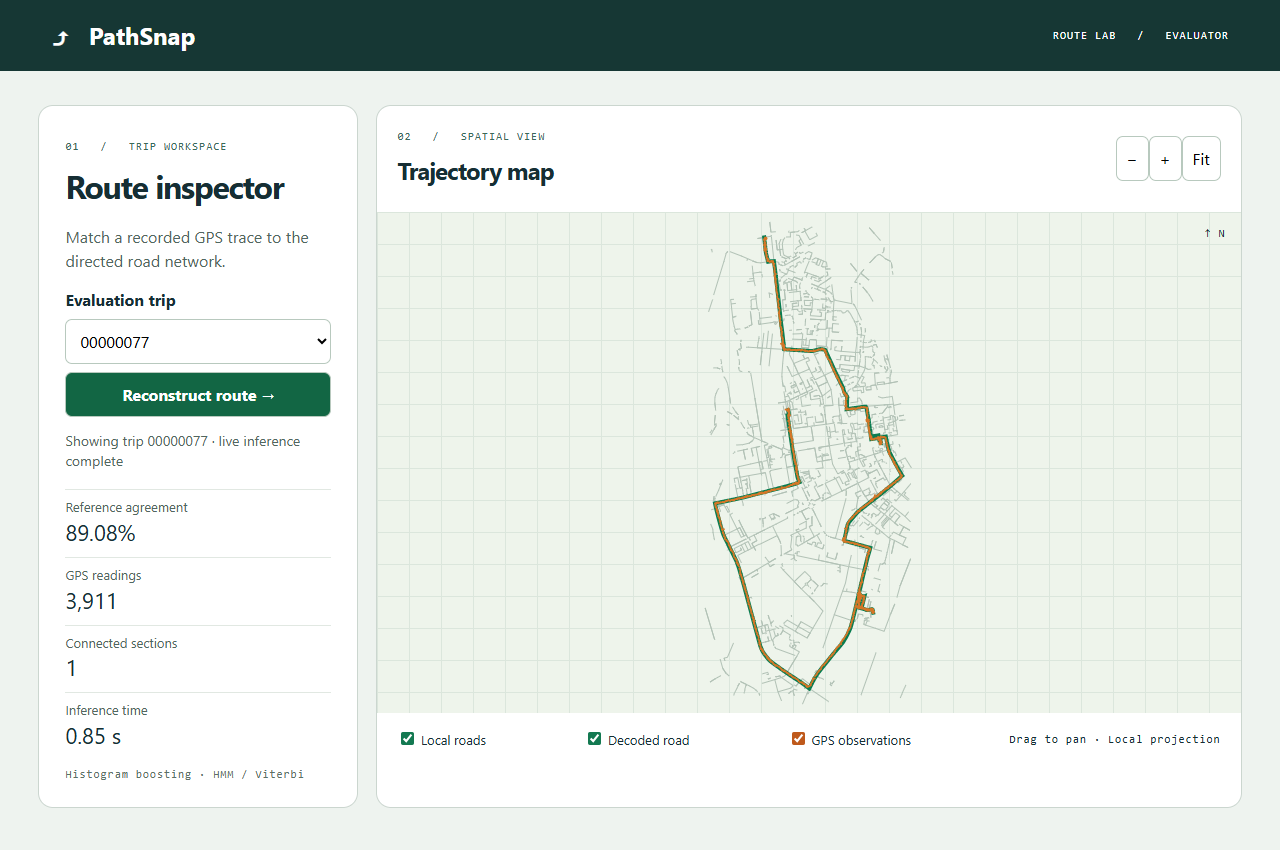 PathSnap
ROUTE LAB / EVALUATOR
01 / TRIP WORKSPACE
Route inspector
Match a recorded GPS trace to the
directed road network.
Evaluation trip
00000077
Reconstruct route →
Showing trip 00000077 · live inference
complete
Reference agreement
89.08%
GPS readings
3,911
Connected sections
1
Inference time
0.85 s
Histogram boosting · HMM / Viterbi
02 / SPATIAL VIEW
Trajectory map
− + Fit
↑ N
Local roads
Decoded road
GPS observations
Drag to pan · Local projection